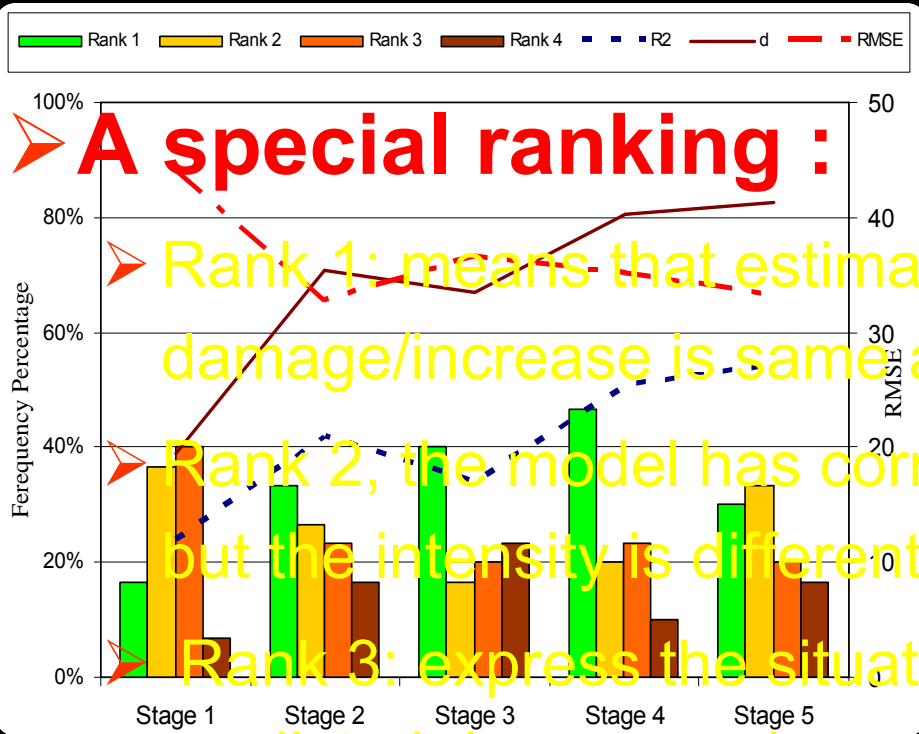 Rank 1 Rank 2 Rank 3 Rank 4 R2 d RMSE
100%
80%
60%
40%
20%
0%
Ferequency Percentage
50
40
30
20
10
0
RMSE
A special ranking :
Rank 1: means that estima
damage/increase is same a
Rank 2, the model has corr
but the intensity is different
Rank 3: express the situat
Stage 1 Stage 2 Stage 3 Stage 4 Stage 5